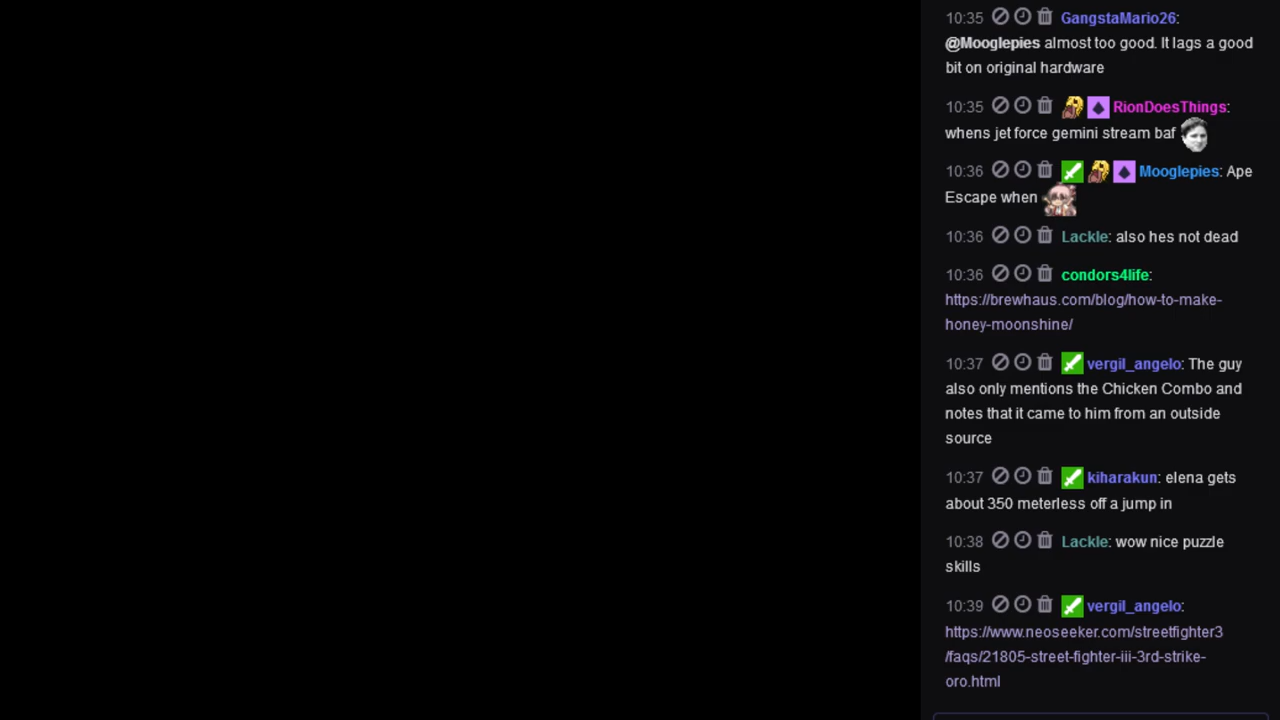 10:35 GangstaMario26:
@Mooglepies almost too good. It lags a good
bit on original hardware
10:35 RionDoesThings:
whens jet force gemini stream baf
10:36 Mooglepies: Ape
Escape when
10:36 Lackle: also hes not dead
10:36 condors4life:
https://brewhaus.com/blog/how-to-make-
honey-moonshine/
10:37 vergil_angelo: The guy
also only mentions the Chicken Combo and
notes that it came to him from an outside
source
10:37 kiharakun: elena gets
about 350 meterless off a jump in
10:38 Lackle: wow nice puzzle
skills
10:39 vergil_angelo:
https://www.neoseeker.com/streetfighter3
/faqs/21805-street-fighter-iii-3rd-strike-
oro.html